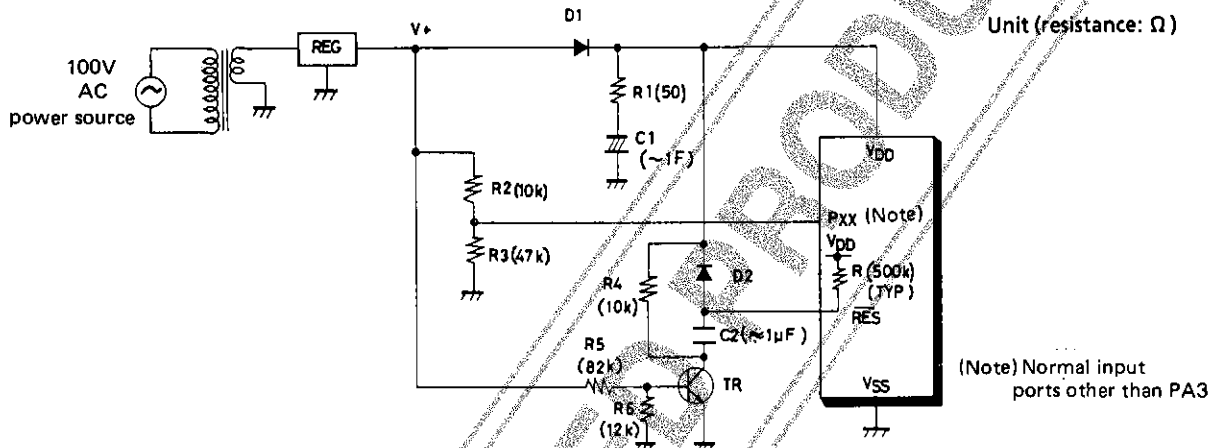 Unit (resistance: Ω)
D1
V+
REG
100V
AC
power source
R1(50)
C1
(~1F)
VDD
R2(10k)
PXX (Note)
VDD
R3(47k)
R(500k)
(TYP)
D2
R4
(10k)
RES
C2(≈1μF)
R5
(82k)
TR
R6
(12k)
VSS
(Note) Normal input
ports other than PA3